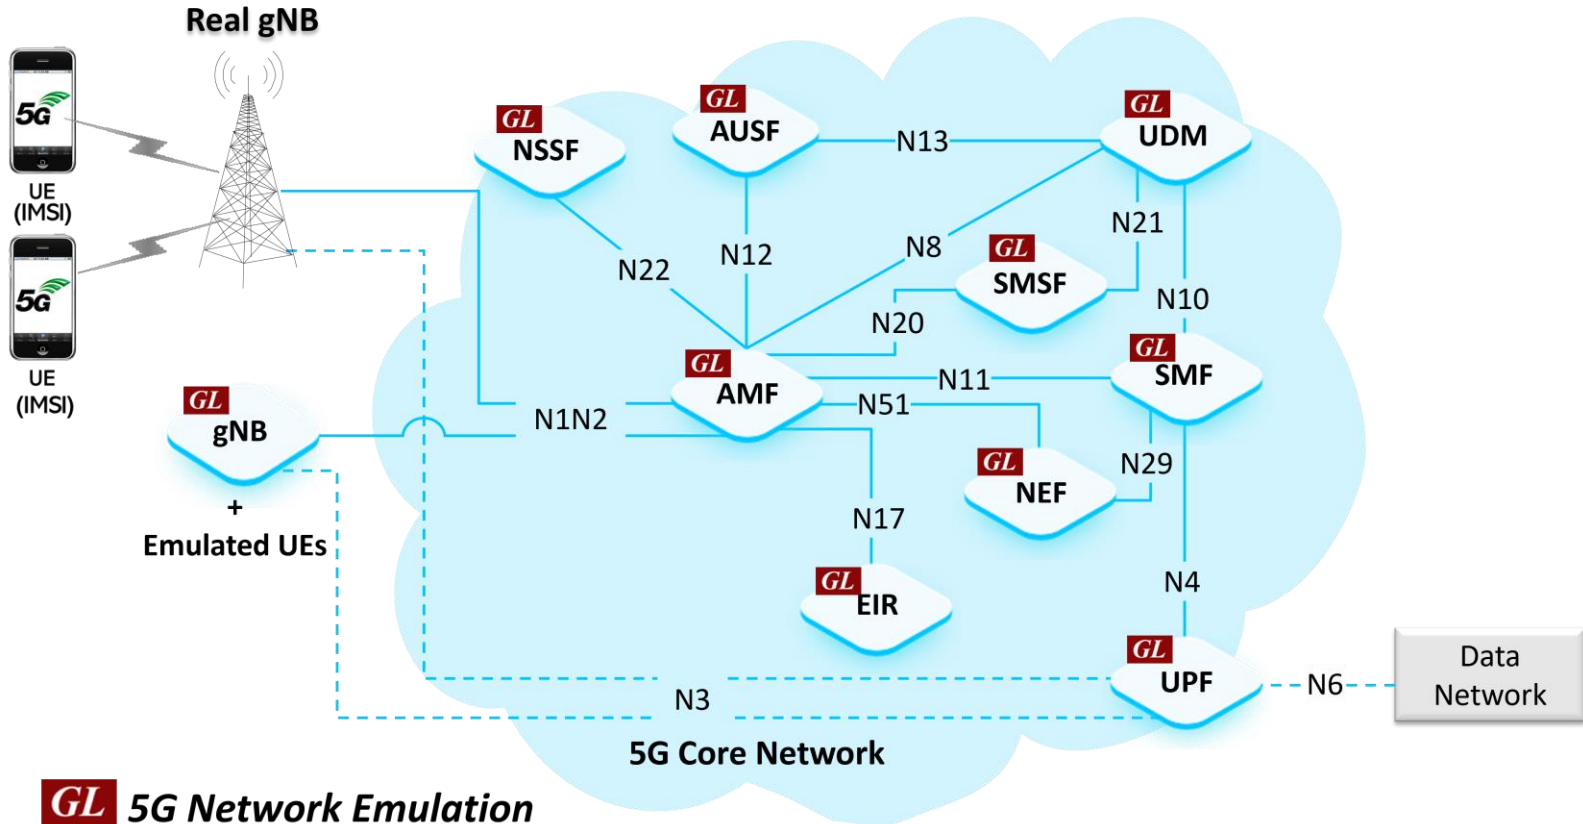 Real gNB
5G
UE
(IMSI)
5G
UE
(IMSI)
GL
NSSF
GL
AUSF
N13
GL
UDM
N22
N12
N8
N21
GL
SMSF
N20
N10
GL
AMF
N11
GL
SMF
N51
GL
gNB
+
Emulated UEs
N1N2
GL
NEF
N29
N17
GL
EIR
N4
GL
UPF
N6
Data
Network
N3
5G Core Network
GL 5G Network Emulation